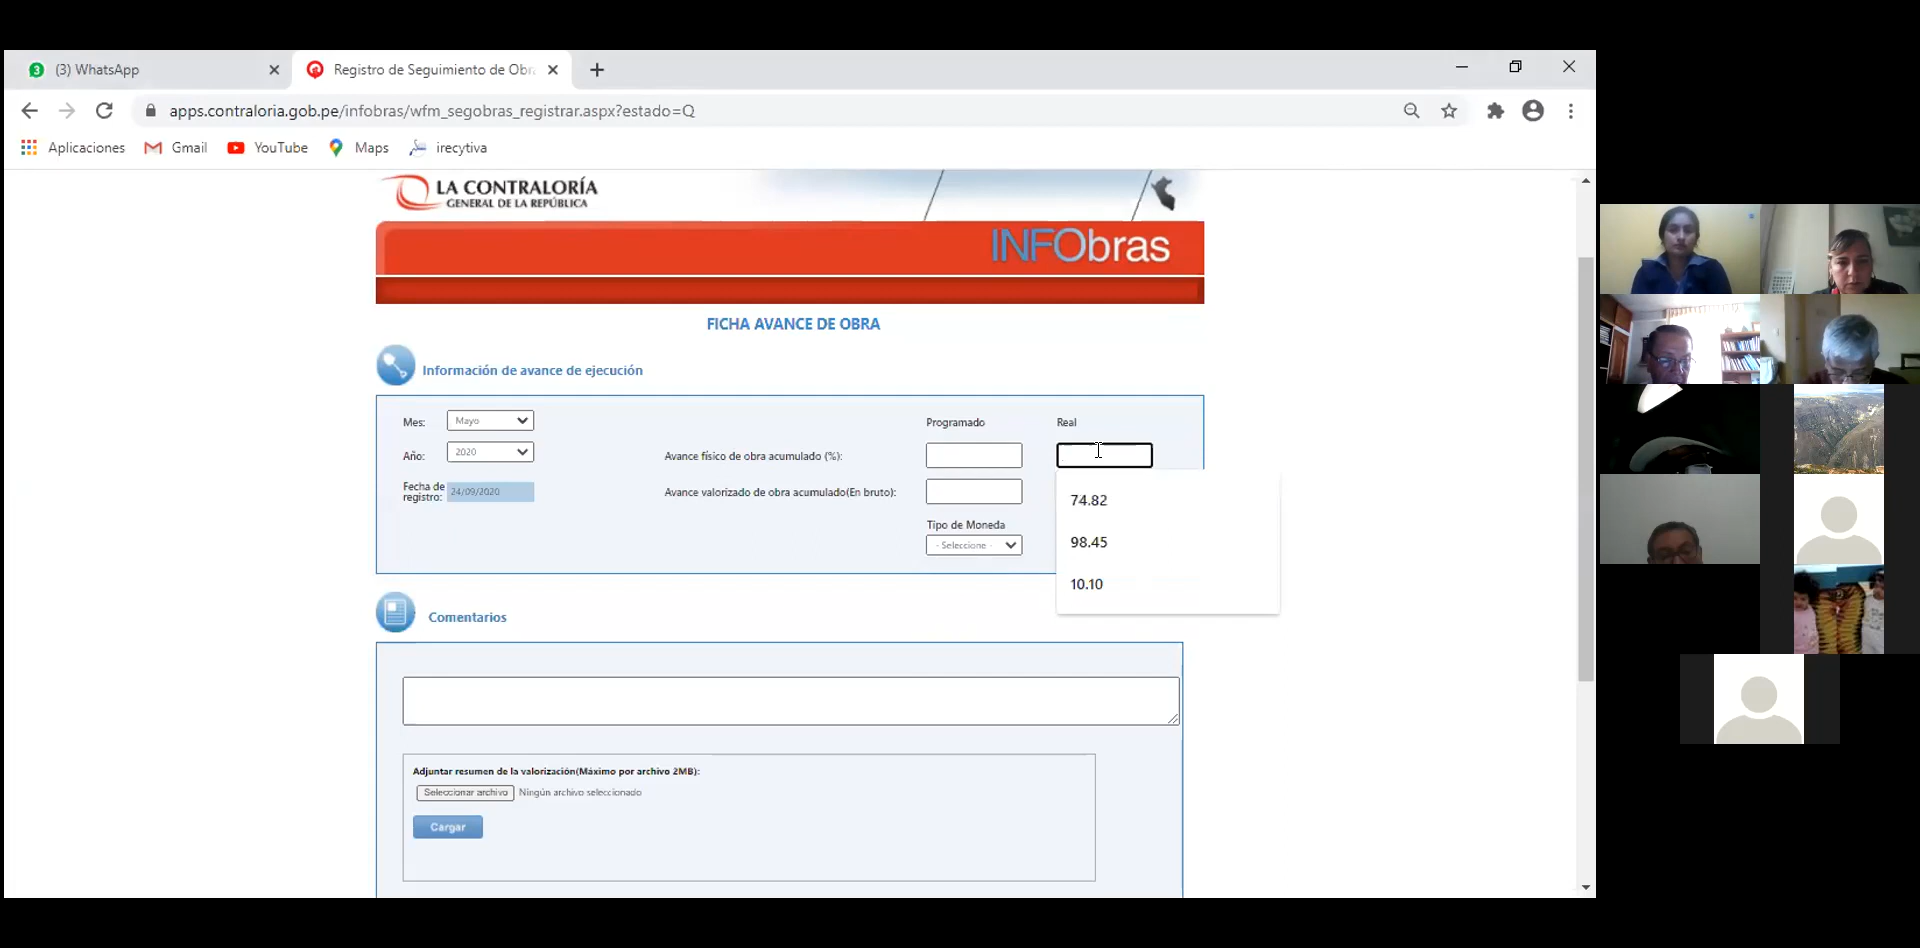 3 (3) WhatsApp
Registro de Seguimiento de Obr
apps.contraloria.gob.pe/infobras/wfm_segobras_registrar.aspx?estado=Q
Aplicaciones Gmail YouTube Maps irecytiva
LA CONTRALORÍA
GENERAL DE LA REPÚBLICA
INFObras
FICHA AVANCE DE OBRA
Información de avance de ejecución
Mes: Mayo Programado Real
Año: 2020 Avance físico de obra acumulado (%):
Fecha de registro: 24/09/2020 Avance valorizado de obra acumulado(En bruto):
Tipo de Moneda
- Seleccione -
74.82
98.45
10.10
Comentarios
Adjuntar resumen de la valorización(Máximo por archivo 2MB):
Seleccionar archivo Ningún archivo seleccionado
Cargar